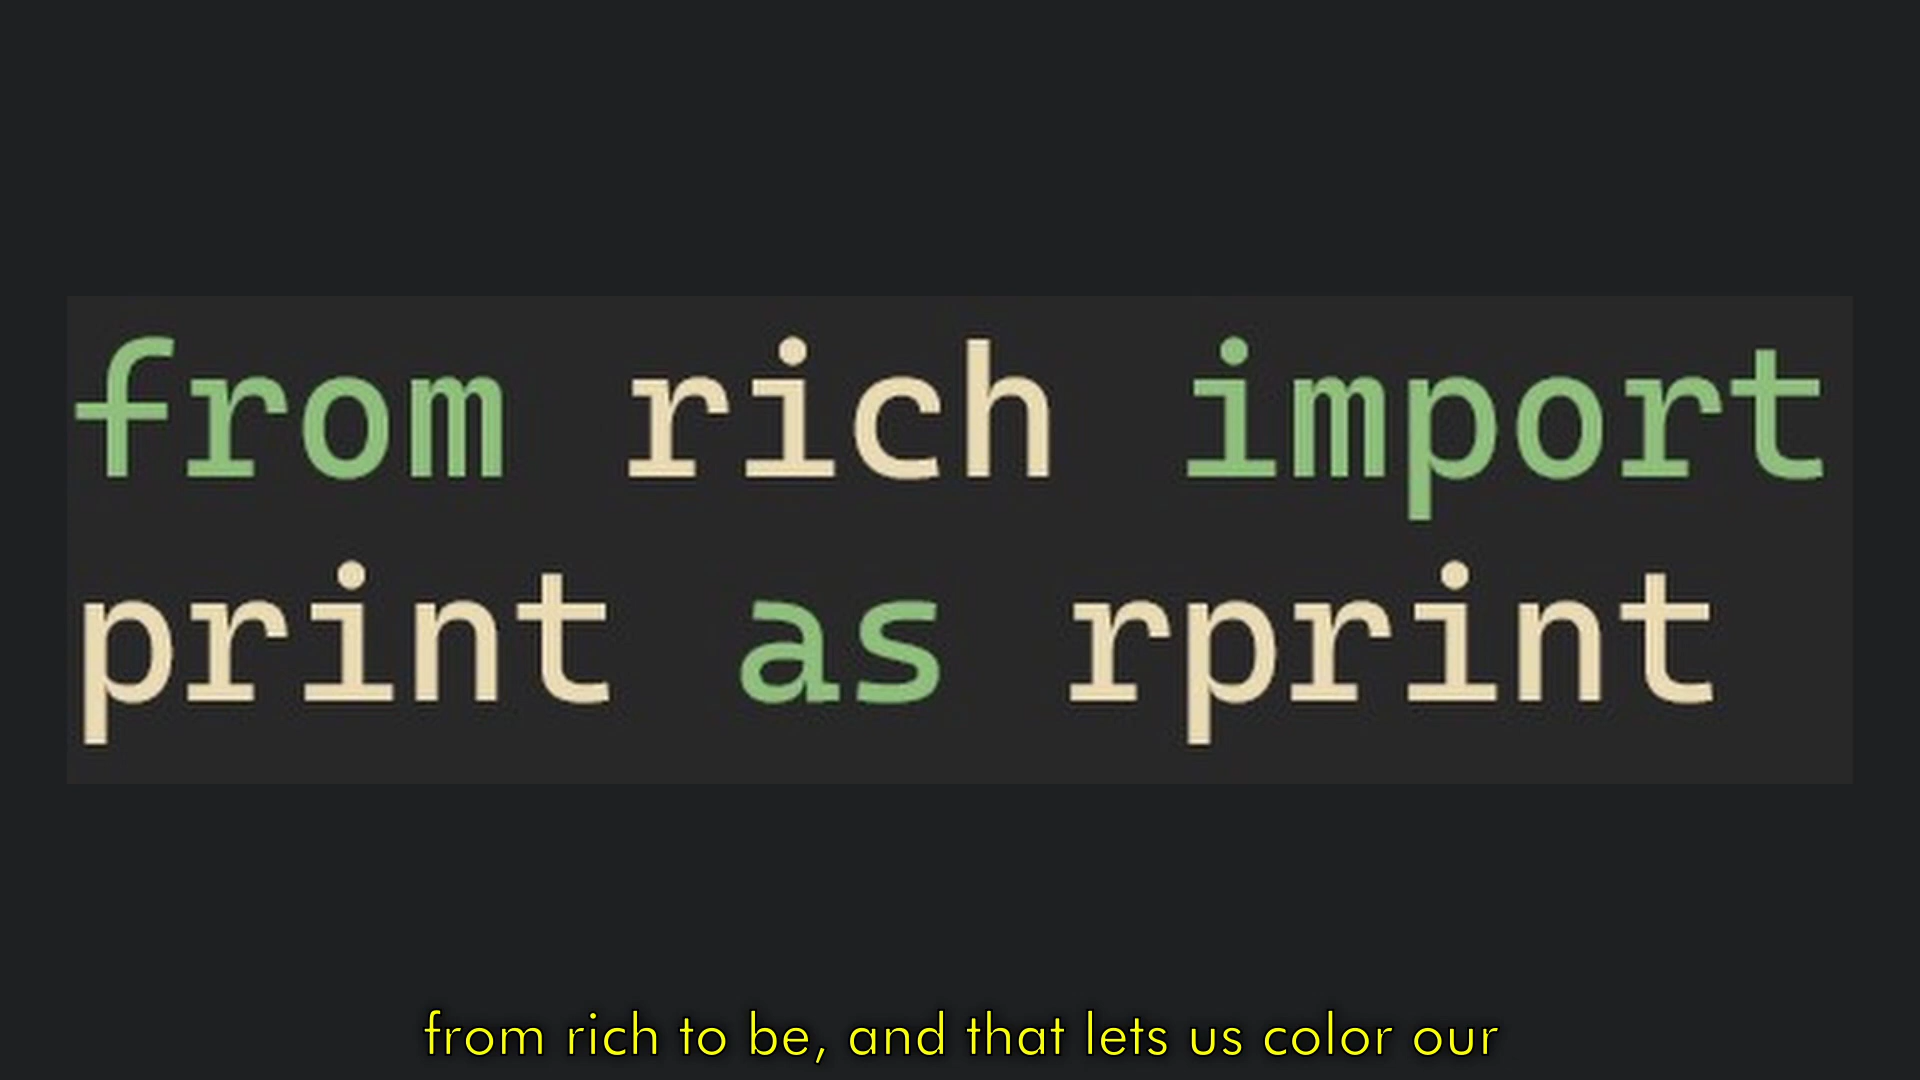 from rich import
print as rprint
from rich to be, and that lets us color our